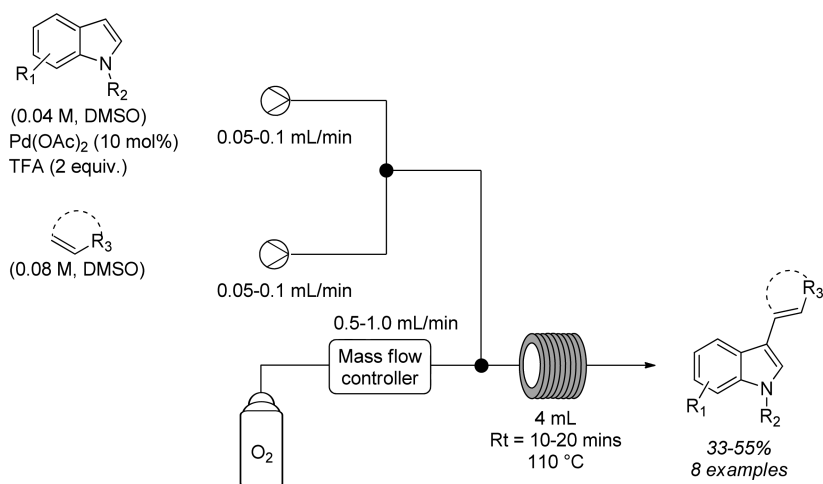 R1
N
R2
(0.04 M, DMSO)
Pd(OAc)2 (10 mol%)
TFA (2 equiv.)
0.05-0.1 mL/min
R3
(0.08 M, DMSO)
0.05-0.1 mL/min
0.5-1.0 mL/min
Mass flow
controller
O2
4 mL
Rt = 10-20 mins
110 °C
R3
R1
N
R2
33-55%
8 examples